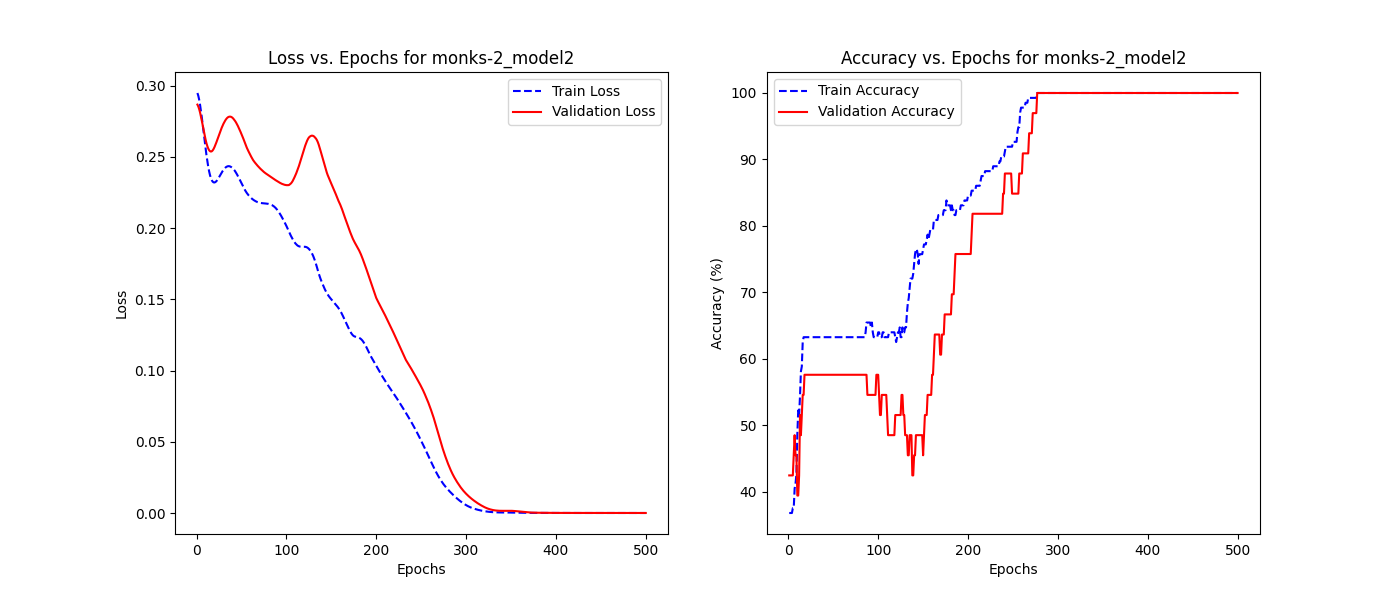 Loss vs. Epochs for monks-2_model2
Train Loss
Validation Loss
0.30
0.25
0.20
0.15
0.10
0.05
0.00
Loss
0 100 200 300 400 500
Epochs
Accuracy vs. Epochs for monks-2_model2
Train Accuracy
Validation Accuracy
100
90
80
70
60
50
40
Accuracy (%)
0 100 200 300 400 500
Epochs